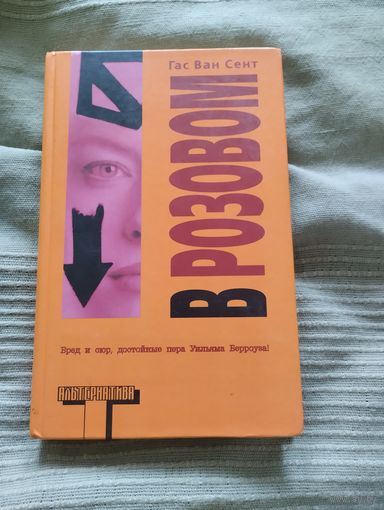 Гас Ван Сент
В РОЗОВОМ
Бред и сюр, достойные пера Уильяма Берроуза!
АЛЬТЕРНАТИВА